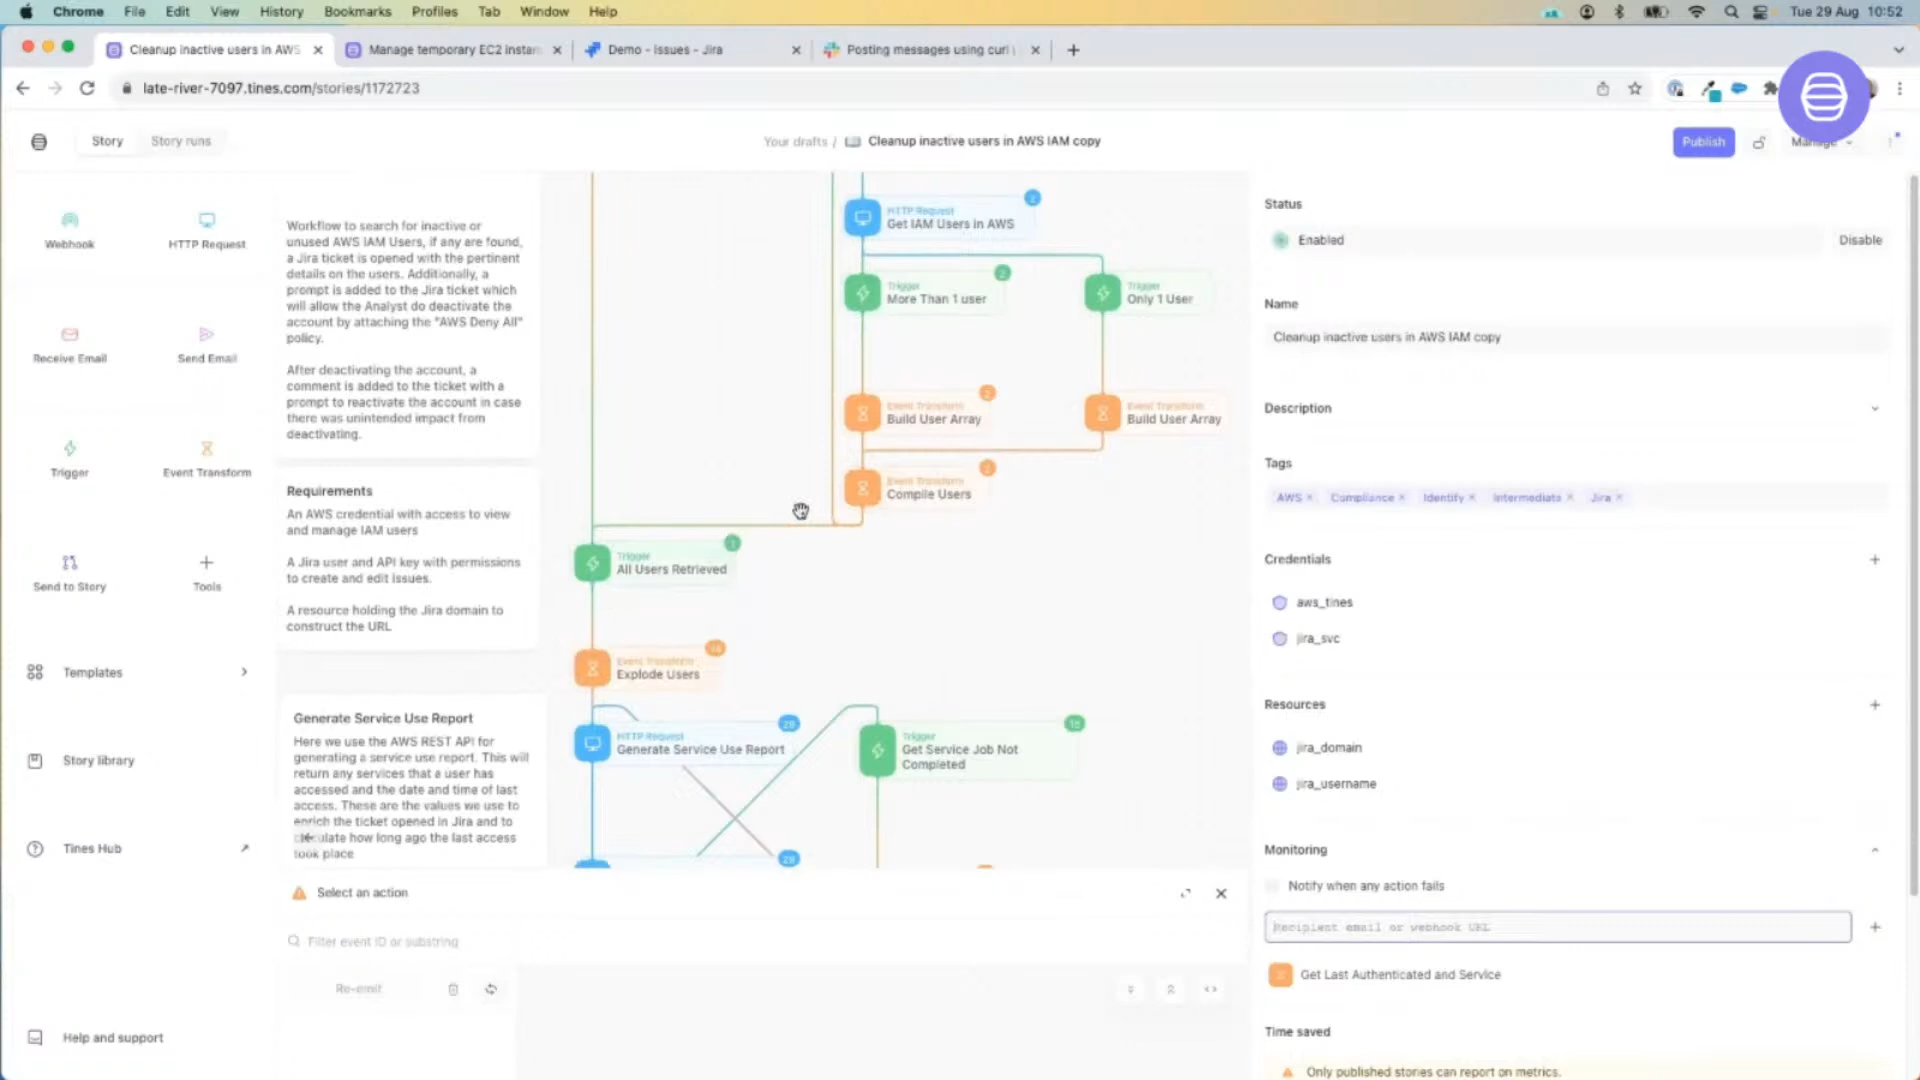 Chrome File Edit View History Bookmarks Profiles Tab Window Help Tue 29 Aug 10:52
Cleanup inactive users in AWS
Manage temporary EC2 instan
Demo - Issues - Jira
Posting messages using curl
late-river-7097.tines.com/stories/1172723
Story Story runs
Your drafts / Cleanup inactive users in AWS IAM copy
Publish
Manage
Webhook
HTTP Request
Receive Email
Send Email
Trigger
Event Transform
Send to Story
Tools
Templates
Story library
Tines Hub
Help and support
Workflow to search for inactive or
unused AWS IAM Users, if any are found,
a Jira ticket is opened with the pertinent
details on the users. Additionally, a
prompt is added to the Jira ticket which
will allow the Analyst do deactivate the
account by attaching the "AWS Deny All"
policy.
After deactivating the account, a
comment is added to the ticket with a
prompt to reactivate the account in case
there was unintended impact from
deactivating.
Requirements
An AWS credential with access to view
and manage IAM users
A Jira user and API key with permissions
to create and edit issues.
A resource holding the Jira domain to
construct the URL
Generate Service Use Report
Here we use the AWS REST API for
generating a service use report. This will
return any services that a user has
accessed and the date and time of last
access. These are the values we use to
enrich the ticket opened in Jira and to
ulate how long ago the last access
took place
HTTP Request
Get IAM Users in AWS
2
Trigger
More Than 1 user
2
Trigger
Only 1 User
Event Transform
Build User Array
2
Event Transform
Build User Array
Event Transform
Compile Users
2
Trigger
All Users Retrieved
1
Event Transform
Explode Users
HTTP Request
Generate Service Use Report
29
Trigger
Get Service Job Not
Completed
29
Select an action
Filter event ID or substring
Re-emit
Status
Enabled
Disable
Name
Cleanup inactive users in AWS IAM copy
Description
Tags
AWS × Compliance × Identify × Intermediate × Jira ×
Credentials
aws_tines
jira_svc
Resources
jira_domain
jira_username
Monitoring
Notify when any action fails
Recipient email or webhook URL
Get Last Authenticated and Service
Time saved
Only published stories can report on metrics.